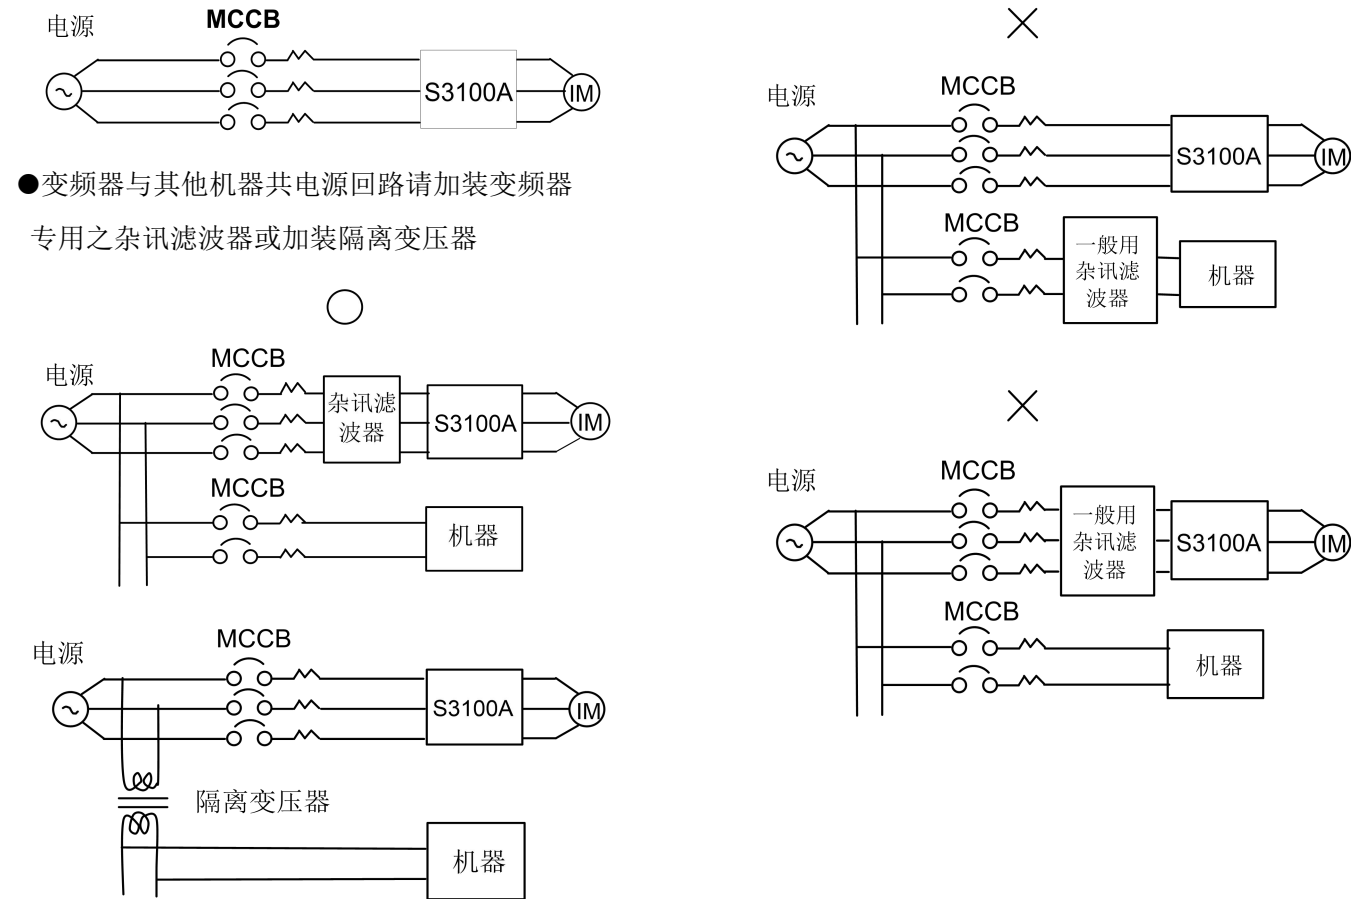 电源
MCCB
S3100A
IM
●变频器与其他机器共电源回路请加装变频器
专用之杂讯滤波器或加装隔离变压器
电源
MCCB
杂讯滤
波器
S3100A
IM
MCCB
机器
电源
MCCB
S3100A
IM
隔离变压器
机器
电源
MCCB
S3100A
IM
MCCB
一般用
杂讯滤
波器
机器
电源
MCCB
一般用
杂讯滤
波器
S3100A
IM
MCCB
机器